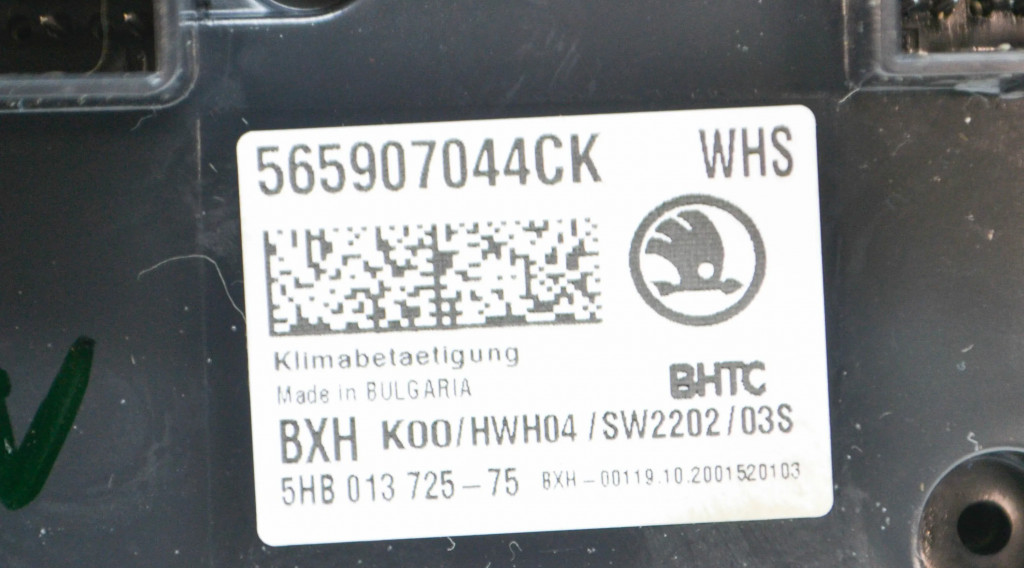 565907044CK WHS
Klimabetaetigung
Made in BULGARIA
BHTC
BXH K00/HWH04/SW2202/03S
5HB 013 725-75 BXH-00119.10.2001520103